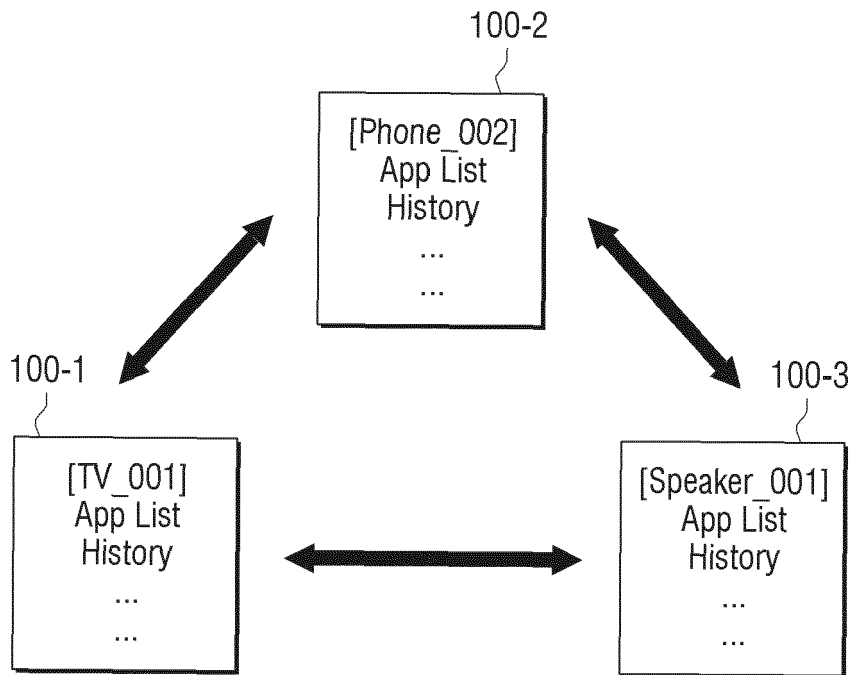 100-2
[Phone_002]
App List
History
...
...
100-1
[TV_001]
App List
History
...
...
100-3
[Speaker_001]
App List
History
...
...